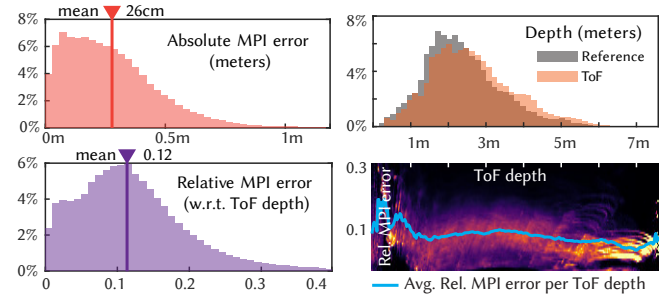 mean 26cm
8%
6%
4%
2%
0%
Absolute MPI error
(meters)
0m 0.5m 1m
8%
4%
0%
Depth (meters)
Reference
ToF
1m 3m 5m 7m
mean 0.12
6%
4%
2%
0%
Relative MPI error
(w.r.t. ToF depth)
0 0.1 0.2 0.3 0.4
0.3
0.1
Rel. MPI error
ToF depth
Avg. Rel. MPI error per ToF depth